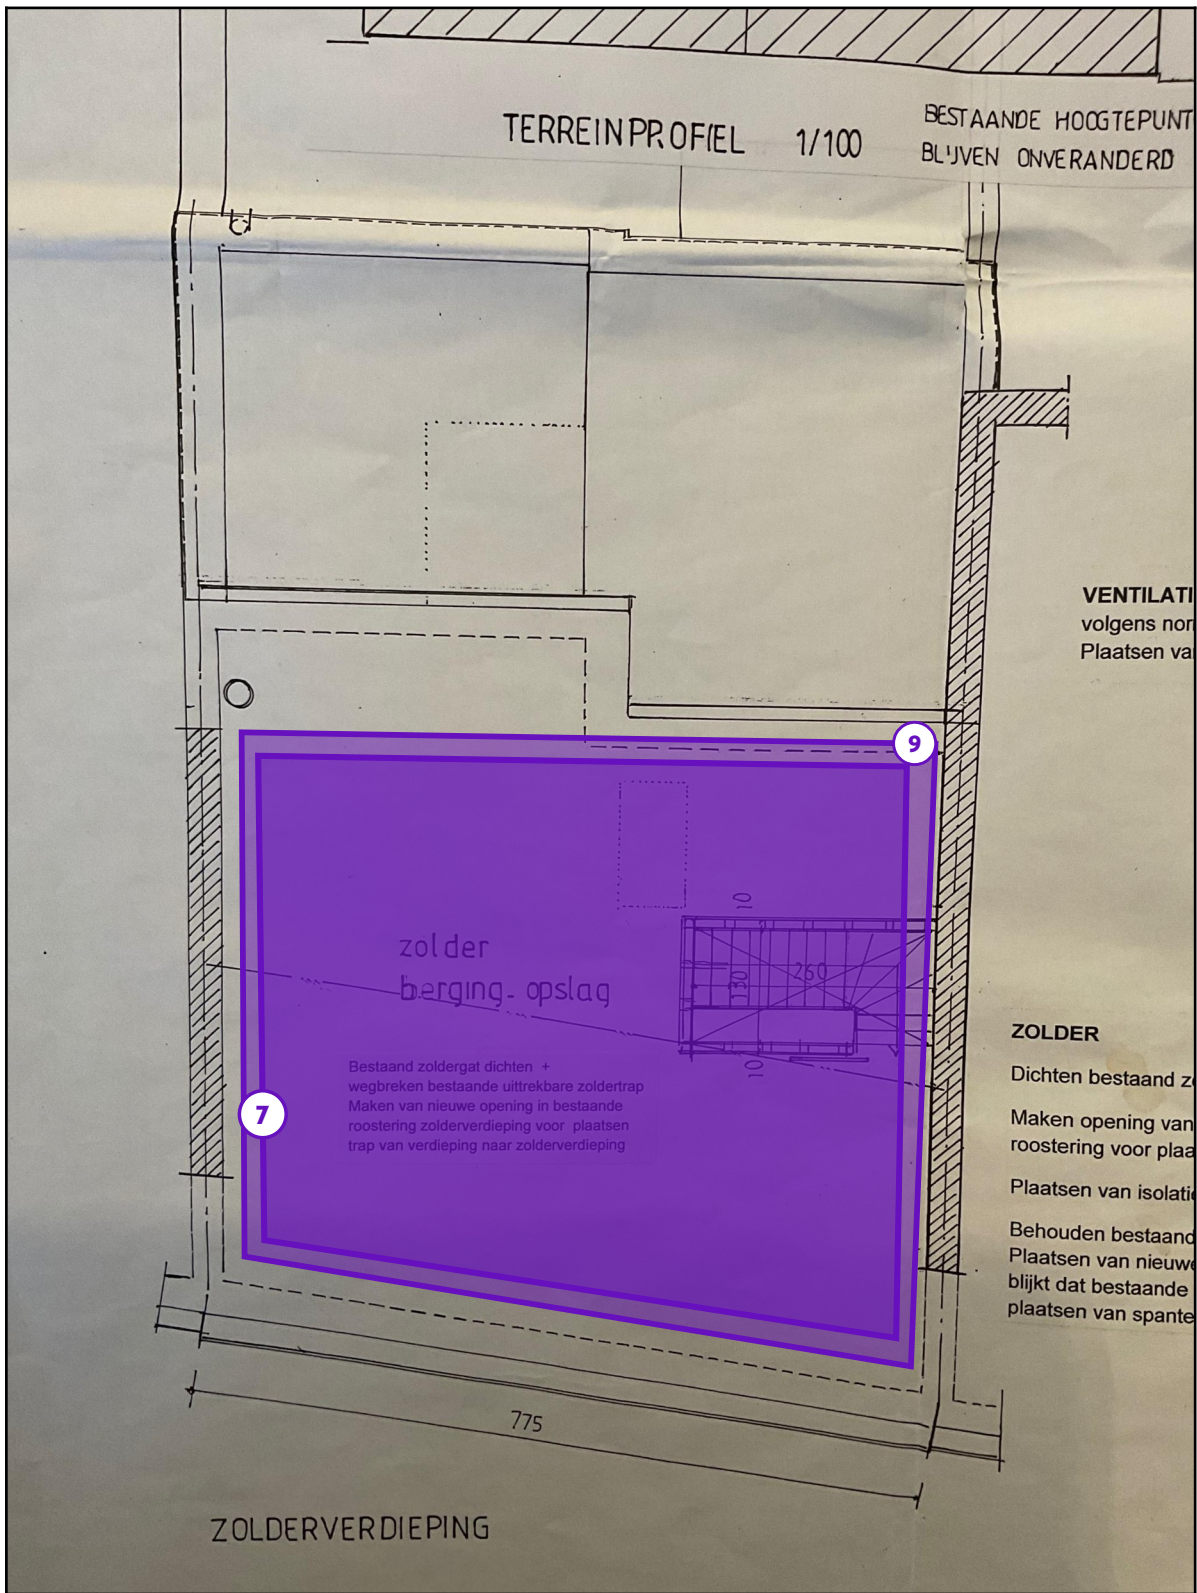 TERREINPROFIEL 1/100
BESTAANDE HOOGTEPUNT
BLIJVEN ONVERANDERD
VENTILATI
volgens nor
Plaatsen va
9
10
zolder
berging - opslag
130
260
10
Bestaand zoldergat dichten +
wegbreken bestaande uittrekbare zoldertrap
Maken van nieuwe opening in bestaande
roostering zolderverdieping voor plaatsen
trap van verdieping naar zolderverdieping
7
ZOLDER
Dichten bestaand z
Maken opening van
roostering voor plaa
Plaatsen van isolati
Behouden bestaand
Plaatsen van nieuwe
blijkt dat bestaande
plaatsen van spante
775
ZOLDERVERDIEPING